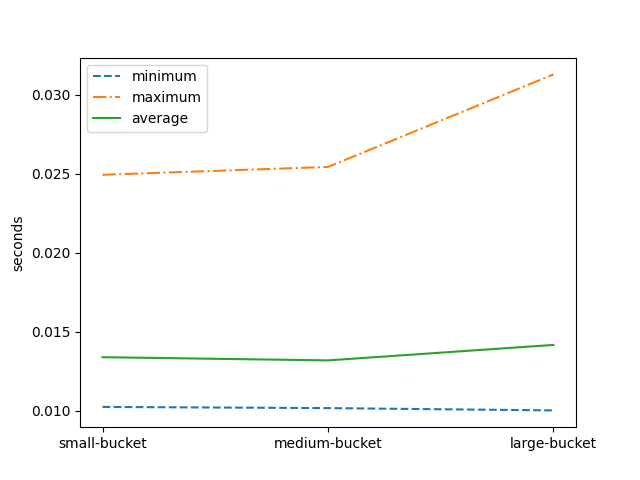 minimum
maximum
average
0.030
0.025
0.020
0.015
0.010
seconds
small-bucket
medium-bucket
large-bucket